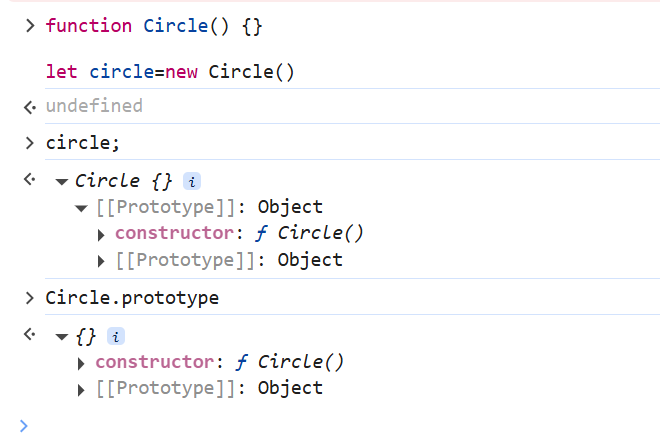 function Circle() {}
let circle=new Circle()
undefined
circle;
Circle {} i
[[Prototype]]: Object
constructor: ƒ Circle()
[[Prototype]]: Object
Circle.prototype
{} i
constructor: ƒ Circle()
[[Prototype]]: Object